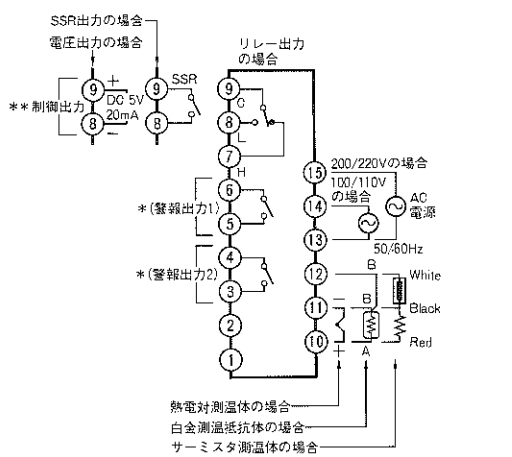 SSR出力の場合
電圧出力の場合
リレー出力
の場合
9
+
DC 5V
20mA
8
−
**制御出力
9
SSR
8
9
C
8
L
7
H
6
*(警報出力1)
5
4
*(警報出力2)
3
2
1
15
200/220Vの場合
100/110V
の場合
14
AC
電源
13
50/60Hz
12
B
White
11
−
B
Black
10
+
A
Red
熱電対測温体の場合
白金測温抵抗体の場合
サーミスタ測温体の場合